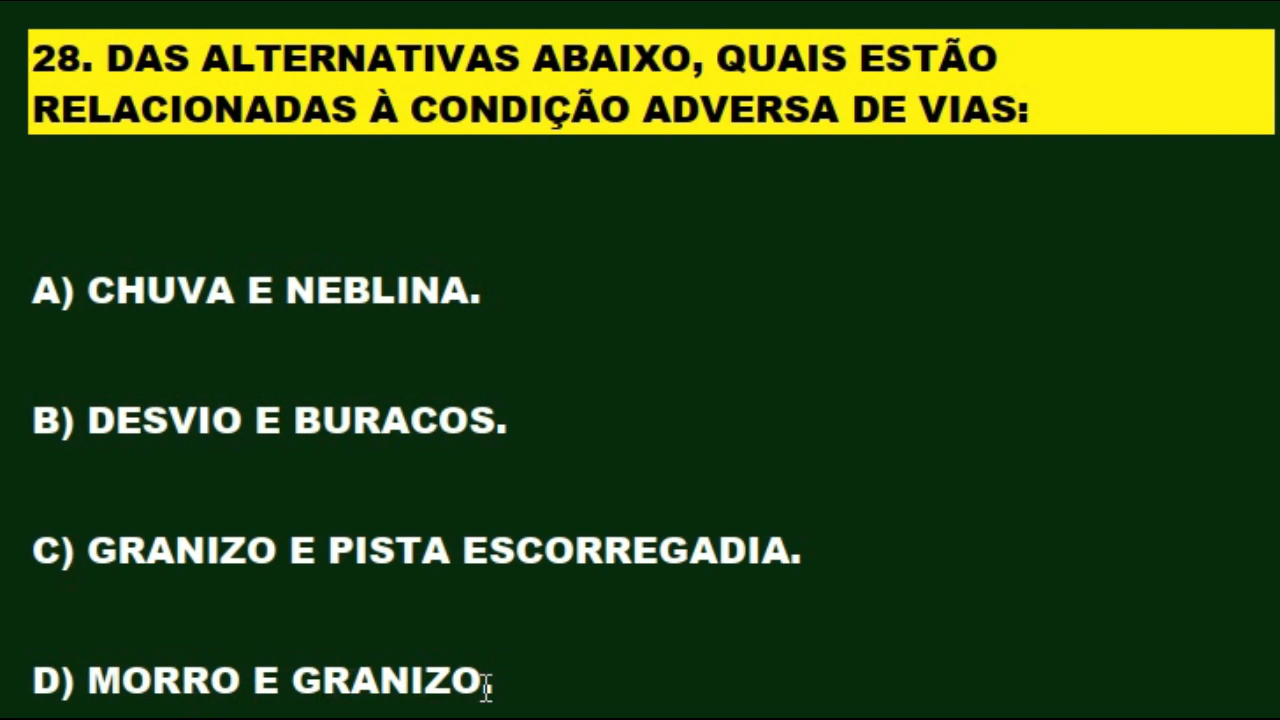 28. DAS ALTERNATIVAS ABAIXO, QUAIS ESTÃO
RELACIONADAS À CONDIÇÃO ADVERSA DE VIAS:
A) CHUVA E NEBLINA.
B) DESVIO E BURACOS.
C) GRANIZO E PISTA ESCORREGADIA.
D) MORRO E GRANIZO.